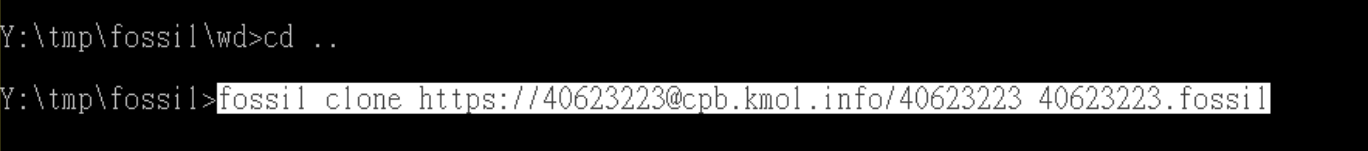 Y:\tmp\fossil\wd>cd ..
Y:\tmp\fossil>fossil clone https://40623223@cpb.kmol.info/40623223 40623223.fossil